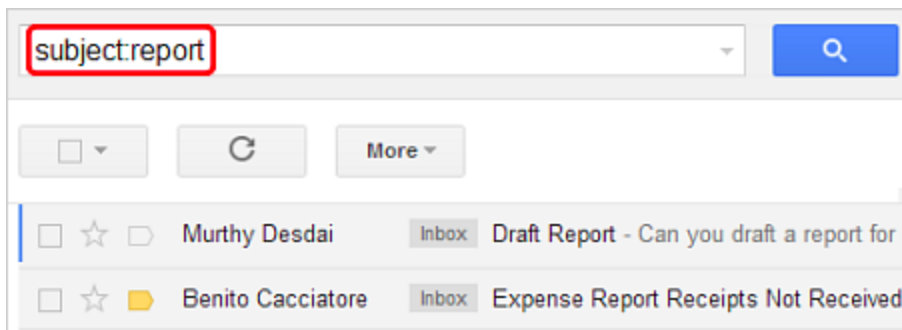 subject:report
More
Murthy Desdai Inbox Draft Report - Can you draft a report for
Benito Cacciatore Inbox Expense Report Receipts Not Received